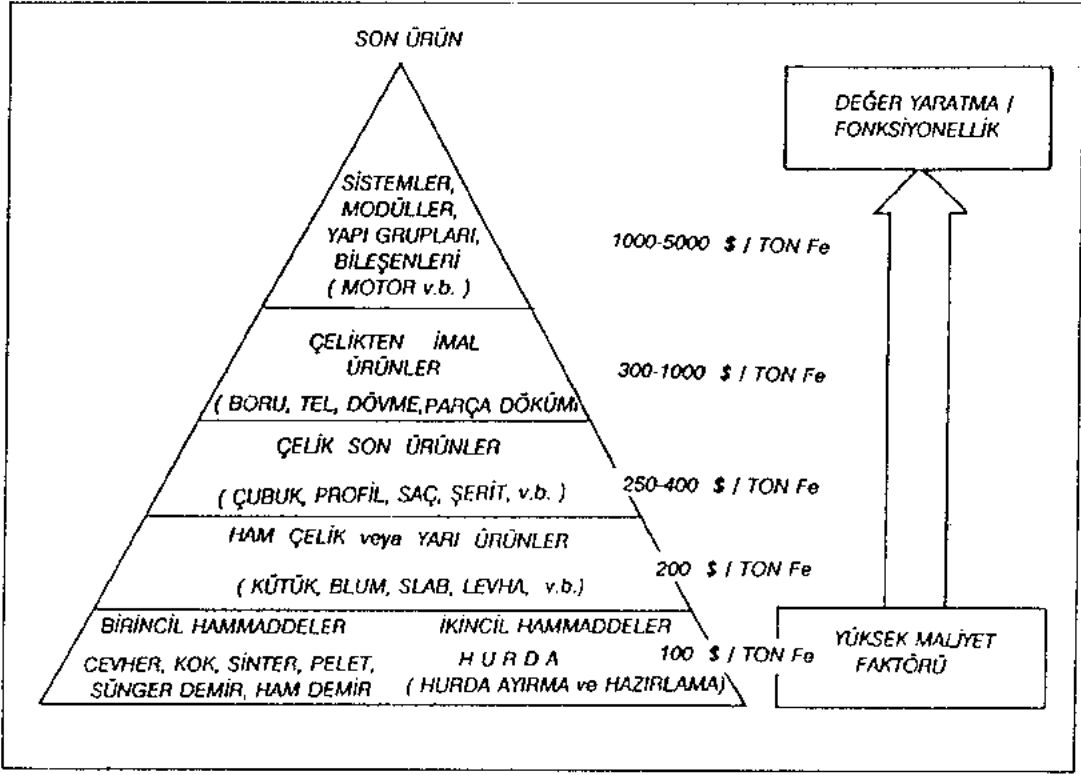 SON ÜRÜN
DEĞER YARATMA /
FONKSİYONELLİK
SİSTEMLER,
MODÜLLER,
YAPI GRUPLARI,
BİLEŞENLERİ
( MOTOR v.b. )
1000-5000 $ / TON Fe
ÇELİKTEN İMAL
ÜRÜNLER
( BORU, TEL, DÖVME, PARÇA DÖKÜM)
300-1000 $ / TON Fe
ÇELİK SON ÜRÜNLER
( ÇUBUK, PROFİL, SAÇ, ŞERİT, v.b. )
250-400 $ / TON Fe
HAM ÇELİK veya YARI ÜRÜNLER
( KÜTÜK, BLUM, SLAB, LEVHA, v.b.)
200 $ / TON Fe
BİRİNCİL HAMMADDELER
CEVHER, KOK, SİNTER, PELET,
SÜNGER DEMİR, HAM DEMİR
İKİNCİL HAMMADDELER
H U R D A
( HURDA AYIRMA ve HAZIRLAMA)
100 $ / TON Fe
YÜKSEK MALİYET
FAKTÖRÜ